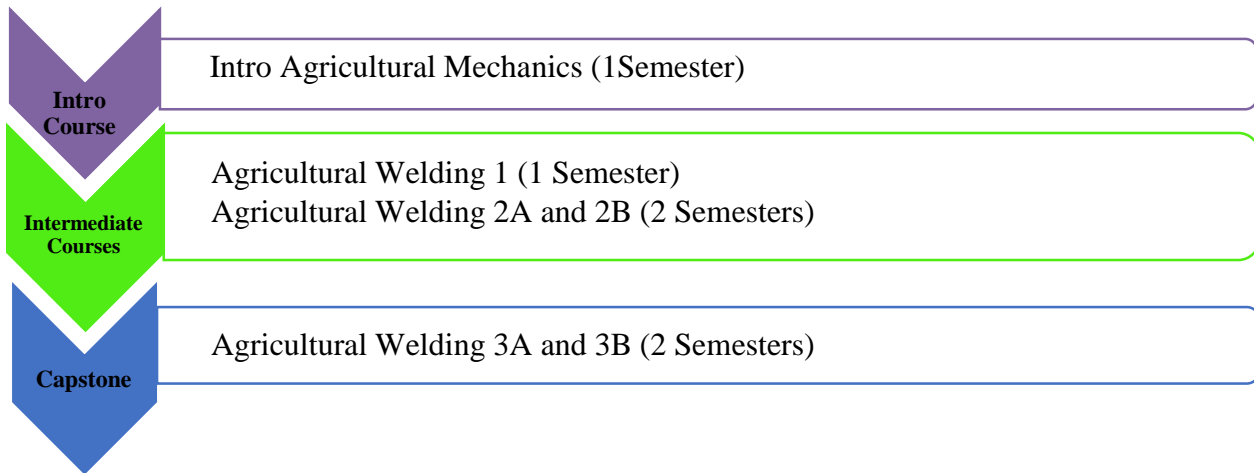 Intro
Course
Intro Agricultural Mechanics (1Semester)
Intermediate
Courses
Agricultural Welding 1 (1 Semester)
Agricultural Welding 2A and 2B (2 Semesters)
Capstone
Agricultural Welding 3A and 3B (2 Semesters)